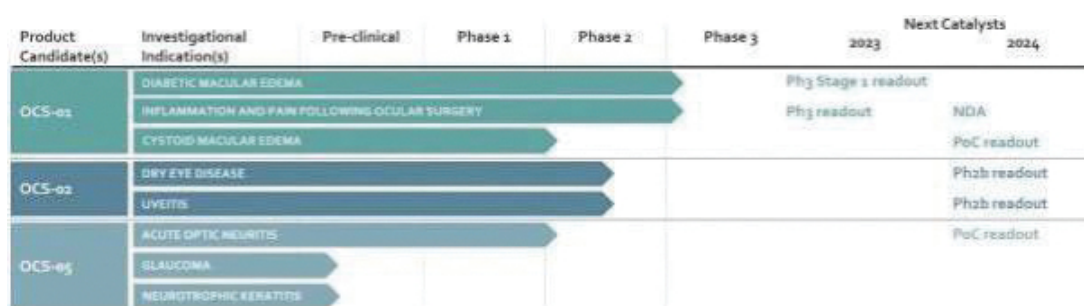 Next Catalysts
Product Candidate(s) Investigational Indication(s) Pre-clinical Phase 1 Phase 2 Phase 3 2023 2024
DIABETIC MACULAR EDEMA Ph3 Stage 1 readout
OCS-01 INFLAMMATION AND PAIN FOLLOWING OCULAR SURGERY Ph3 readout NDA
CYSTOID MACULAR EDEMA PoC readout
DRY EYE DISEASE Ph2b readout
OCS-02
UVEITIS Ph2b readout
ACUTE OPTIC NEURITIS PoC readout
OCS-05 GLAUCOMA
NEUROTROPHIC KERATITIS